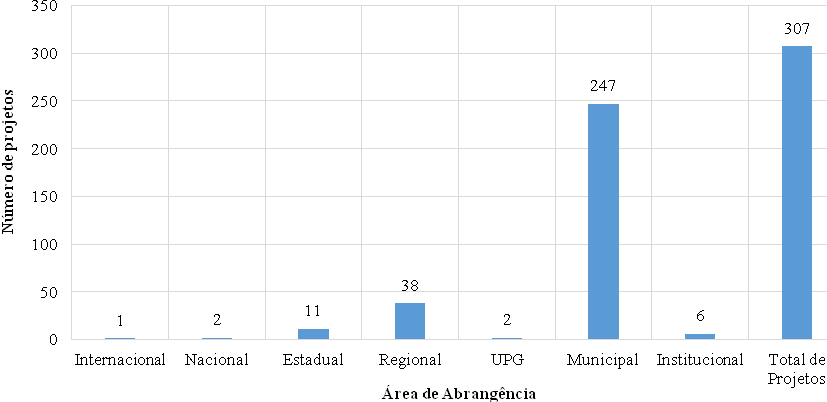 350
300
250
200
150
100
50
0
Número de projetos
1
2
11
38
2
247
6
307
Internacional
Nacional
Estadual
Regional
UPG
Municipal
Institucional
Total de
Projetos
Área de Abrangência